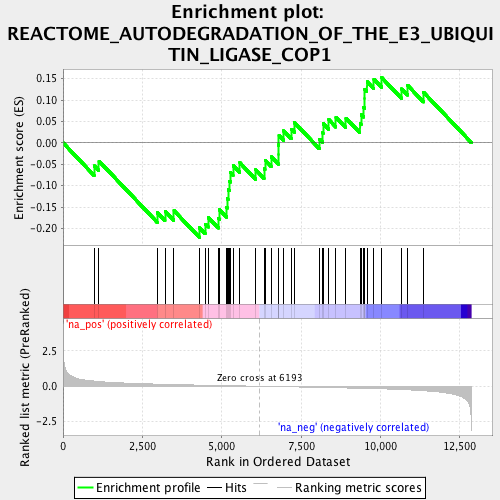 Enrichment plot:
REACTOME_AUTODEGRADATION_OF_THE_E3_UBIQUI
TIN_LIGASE_COP1
Enrichment score (ES)
0.15
0.10
0.05
0.00
-0.05
-0.10
-0.15
-0.20
'na_pos' (positively correlated)
Ranked list metric (PreRanked)
2.5
0.0
-2.5
Zero cross at 6193
'na_neg' (negatively correlated)
0
2,500
5,000
7,500
10,000
12,500
Rank in Ordered Dataset
Enrichment profile
Hits
Ranking metric scores